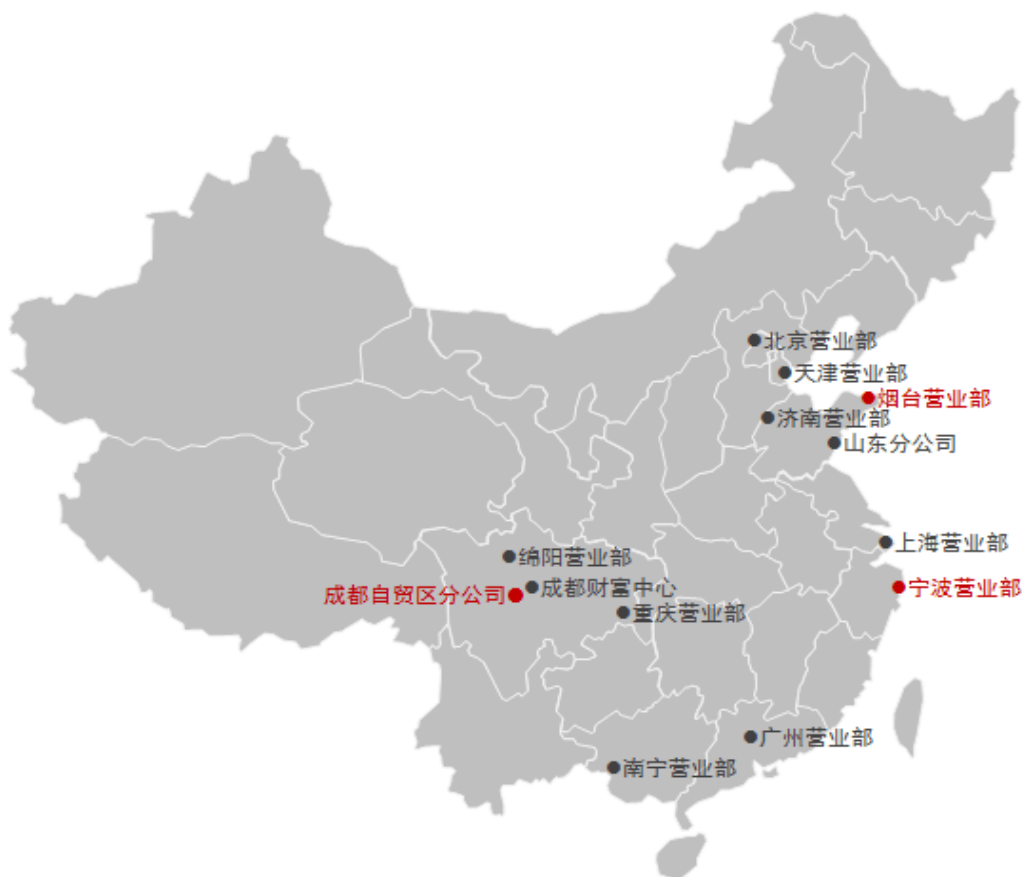 北京营业部
天津营业部
烟台营业部
济南营业部
山东分公司
上海营业部
绵阳营业部
成都财富中心
成都自贸区分公司
宁波营业部
重庆营业部
广州营业部
南宁营业部